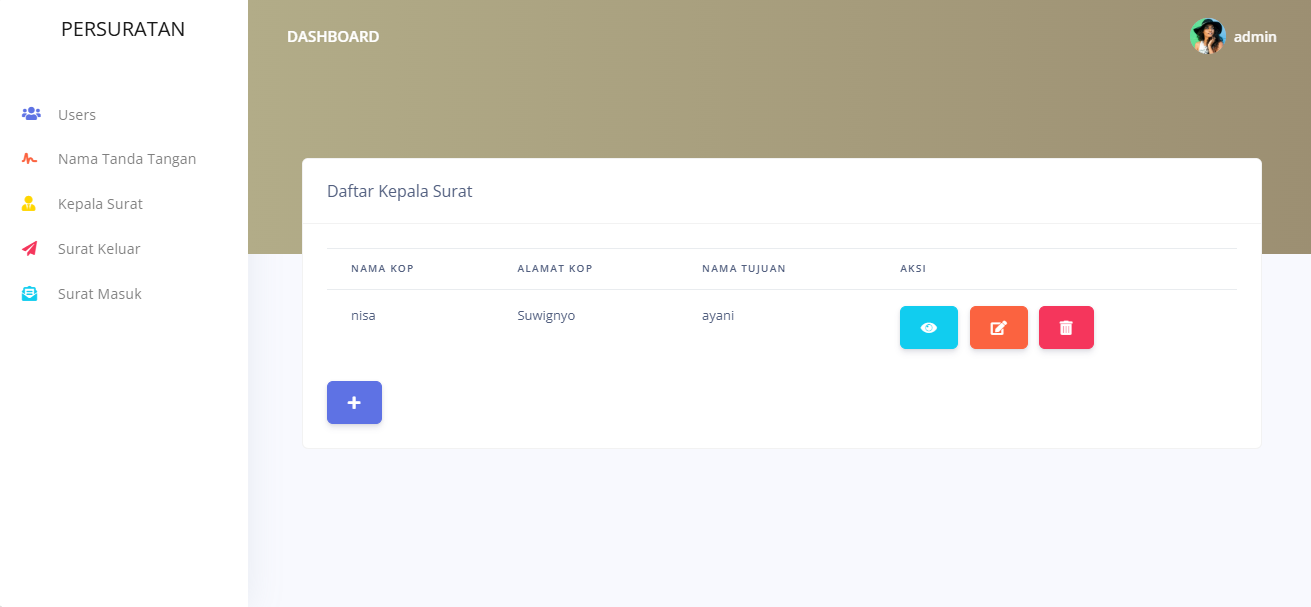 PERSURATAN
DASHBOARD
admin
Users
Nama Tanda Tangan
Kepala Surat
Surat Keluar
Surat Masuk
Daftar Kepala Surat
NAMA KOP ALAMAT KOP NAMA TUJUAN AKSI
nisa Suwignyo ayani